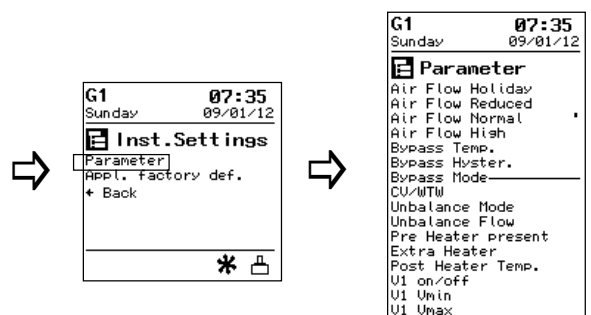 G1 07:35
Sunday 09/01/12
Inst.Settings
Parameter
Appl. factory def.
← Back
G1 07:35
Sunday 09/01/12
Parameter
Air Flow Holiday
Air Flow Reduced
Air Flow Normal
Air Flow High
Bypass Temp.
Bypass Hyster.
Bypass Mode
CV/WTW
Unbalance Mode
Unbalance Flow
Pre Heater present
Extra Heater
Post Heater Temp.
V1 on/off
V1 Vmin
V1 Vmax